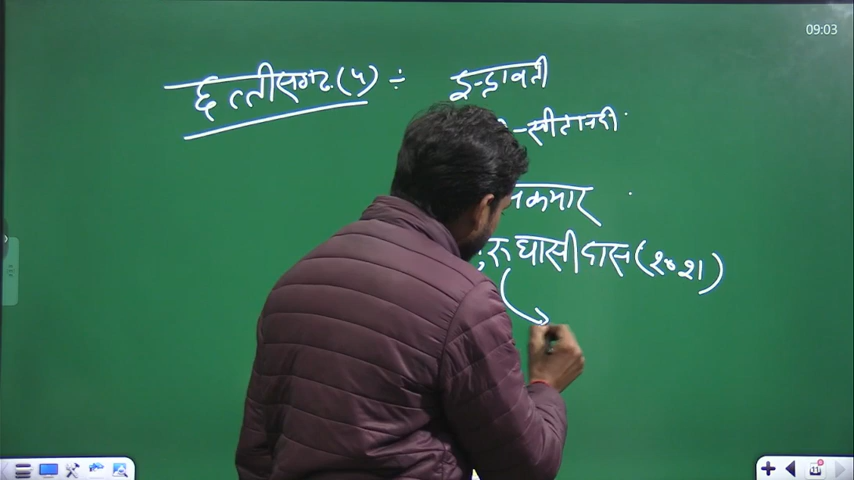 09:03
छत्तीसगढ़ (५) ÷ इन्द्रावती
-सीतानदी
कमार
रु घासीदास (२०२१)